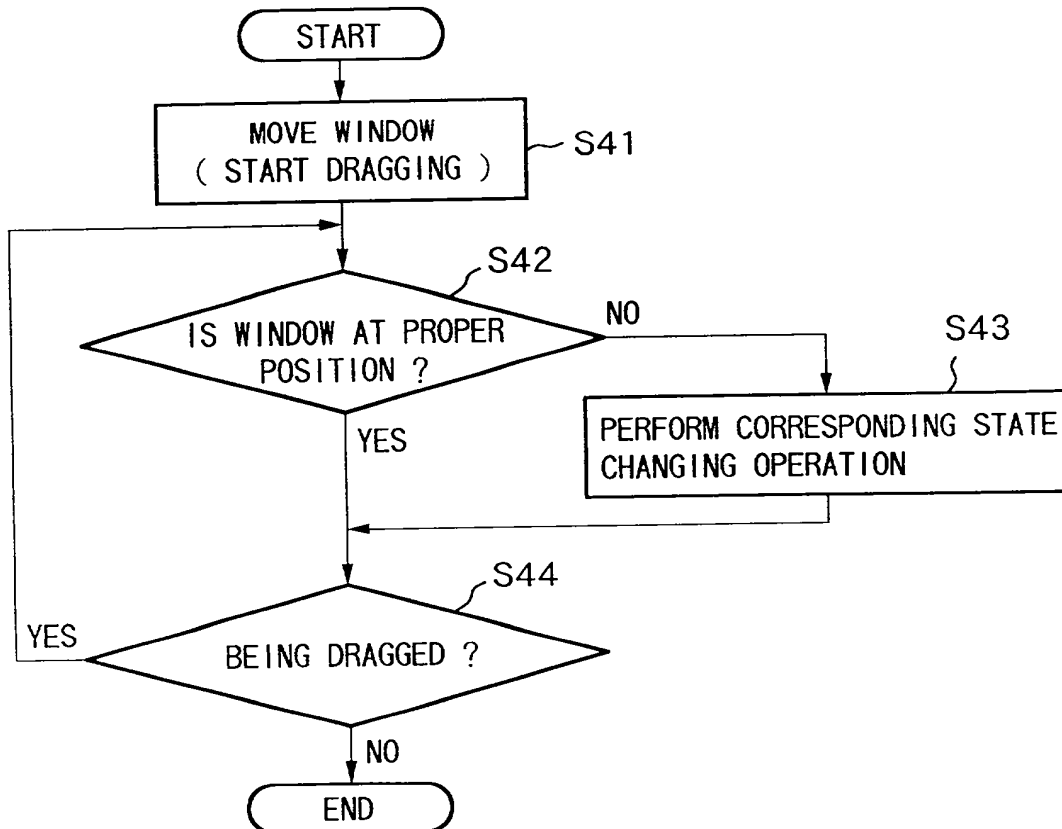 START
MOVE WINDOW
( START DRAGGING )
S41
S42
IS WINDOW AT PROPER
POSITION ?
NO
YES
S43
PERFORM CORRESPONDING STATE
CHANGING OPERATION
S44
BEING DRAGGED ?
YES
NO
END